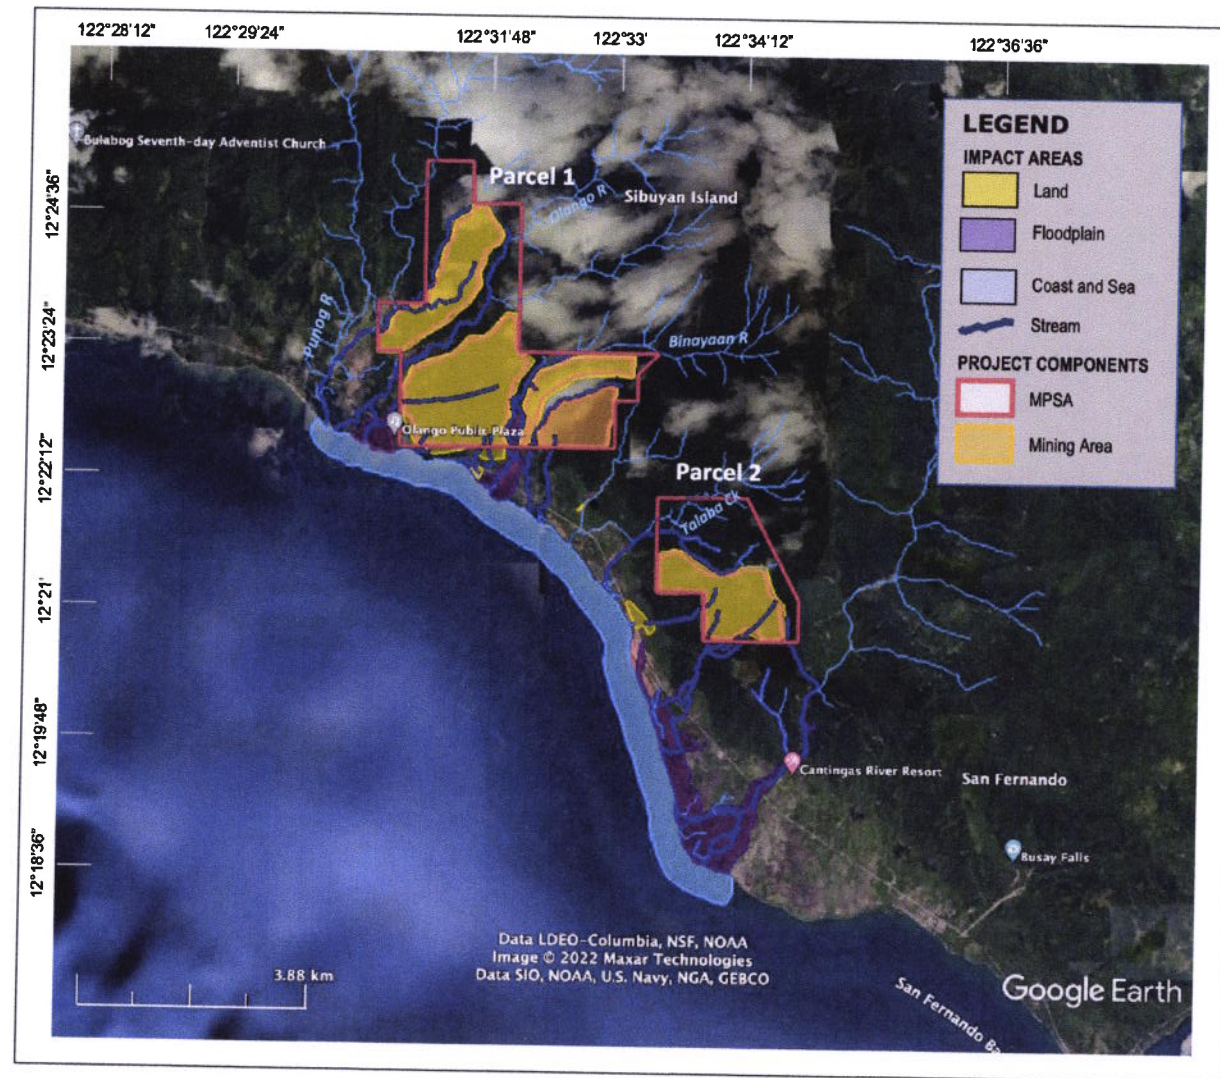 122°28'12"
122°29'24"
122°31'48"
122°33'
122°34'12"
122°36'36"
12°24'36"
12°23'24"
12°22'12"
12°21'
12°19'48"
12°18'36"
Bulabog Seventh-day Adventist Church
Parcel 1
Olango R
Sibuyan Island
Punog R
Binayaan R
Olango Public Plaza
Parcel 2
Talaba Ck
Cantingas River Resort
San Fernando
Busay Falls
LEGEND
IMPACT AREAS
Land
Floodplain
Coast and Sea
Stream
PROJECT COMPONENTS
MPSA
Mining Area
3.88 km
Data LDEO-Columbia, NSF, NOAA
Image © 2022 Maxar Technologies
Data SIO, NOAA, U.S. Navy, NGA, GEBCO
Google Earth
San Fernando Ba